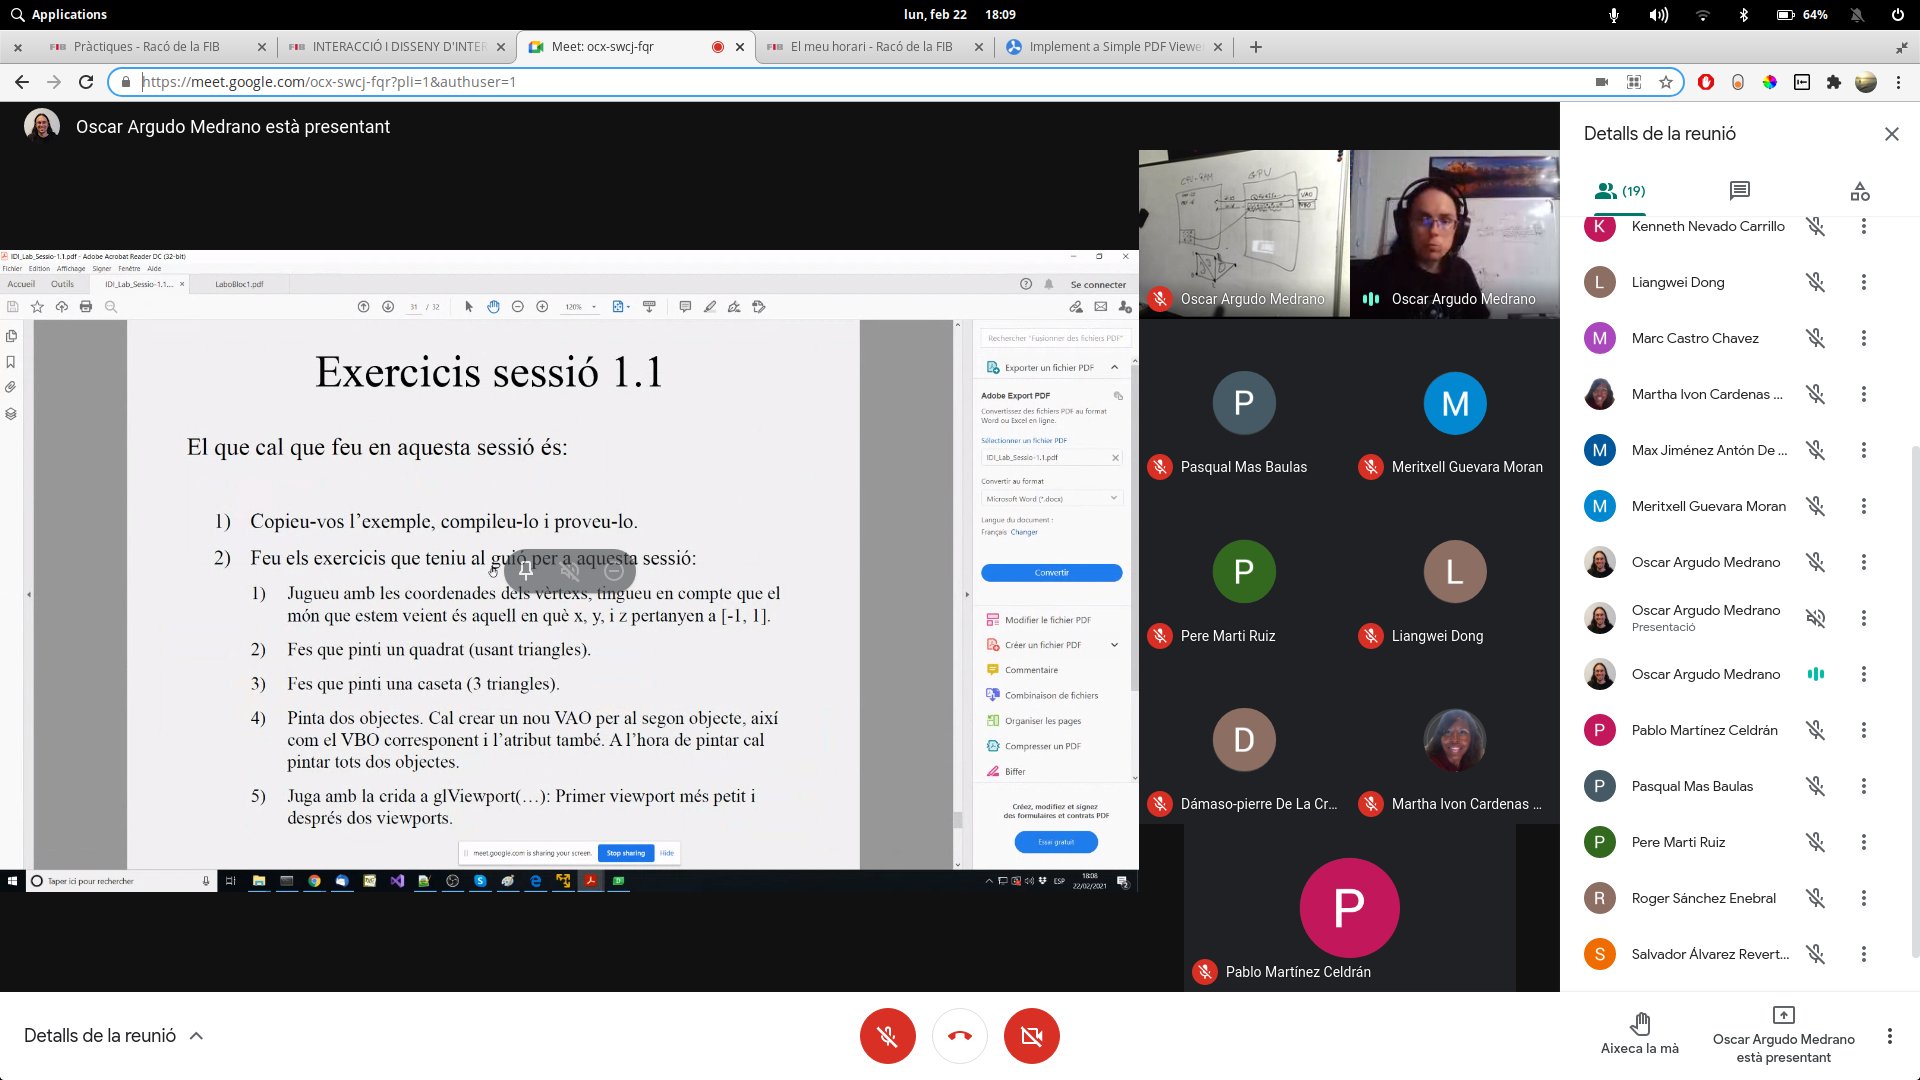 Applications
lun, feb 22 18:09
64%
Pràctiques - Racó de la FIB
INTERACCIÓ I DISSENY D'INTER
Meet: ocx-swcj-fqr
El meu horari - Racó de la FIB
Implement a Simple PDF Viewe
https://meet.google.com/ocx-swcj-fqr?pli=1&authuser=1
Oscar Argudo Medrano està presentant
IDI_Lab_Sessio-1.1.pdf - Adobe Acrobat Reader DC (32-bit)
Fichier Edition Affichage Signer Fenêtre Aide
Accueil Outils IDI_Lab_Sessio-1.1... LaboBloc1.pdf Se connecter
31 / 32 120%
Exercicis sessió 1.1
El que cal que feu en aquesta sessió és:
1) Copieu-vos l'exemple, compileu-lo i proveu-lo.
2) Feu els exercicis que teniu al guió per a aquesta sessió:
1) Jugueu amb les coordenades dels vèrtexs, tingueu en compte que el
món que estem veient és aquell en què x, y, i z pertanyen a [-1, 1].
2) Fes que pinti un quadrat (usant triangles).
3) Fes que pinti una caseta (3 triangles).
4) Pinta dos objectes. Cal crear un nou VAO per al segon objecte, així
com el VBO corresponent i l'atribut també. A l'hora de pintar cal
pintar tots dos objectes.
5) Juga amb la crida a glViewport(…): Primer viewport més petit i
després dos viewports.
meet.google.com is sharing your screen. Stop sharing Hide
Rechercher "Fusionner des fichiers PDF"
Exporter un fichier PDF
Adobe Export PDF
Convertissez des fichiers PDF au format
Word ou Excel en ligne.
Sélectionner un fichier PDF
IDI_Lab_Sessio-1.1.pdf
Convertir au format
Microsoft Word (*.docx)
Langue du document :
Français Changer
Convertir
Modifier le fichier PDF
Créer un fichier PDF
Commentaire
Combinaison de fichiers
Organiser les pages
Compresser un PDF
Biffer
Créez, modifiez et signez
des formulaires et contrats PDF
Essai gratuit
Taper ici pour rechercher
ESP
18:08
22/02/2021
GPU
VAO
Oscar Argudo Medrano
Oscar Argudo Medrano
P
Pasqual Mas Baulas
M
Meritxell Guevara Moran
P
Pere Marti Ruiz
L
Liangwei Dong
D
Dámaso-pierre De La Cr...
Martha Ivon Cardenas ...
P
Pablo Martínez Celdrán
Detalls de la reunió
(19)
K Kenneth Nevado Carrillo
L Liangwei Dong
M Marc Castro Chavez
Martha Ivon Cardenas ...
M Max Jiménez Antón De ...
M Meritxell Guevara Moran
Oscar Argudo Medrano
Oscar Argudo Medrano
Presentació
Oscar Argudo Medrano
P Pablo Martínez Celdrán
P Pasqual Mas Baulas
P Pere Marti Ruiz
R Roger Sánchez Enebral
S Salvador Álvarez Revert...
Detalls de la reunió
Aixeca la mà
Oscar Argudo Medrano
està presentant